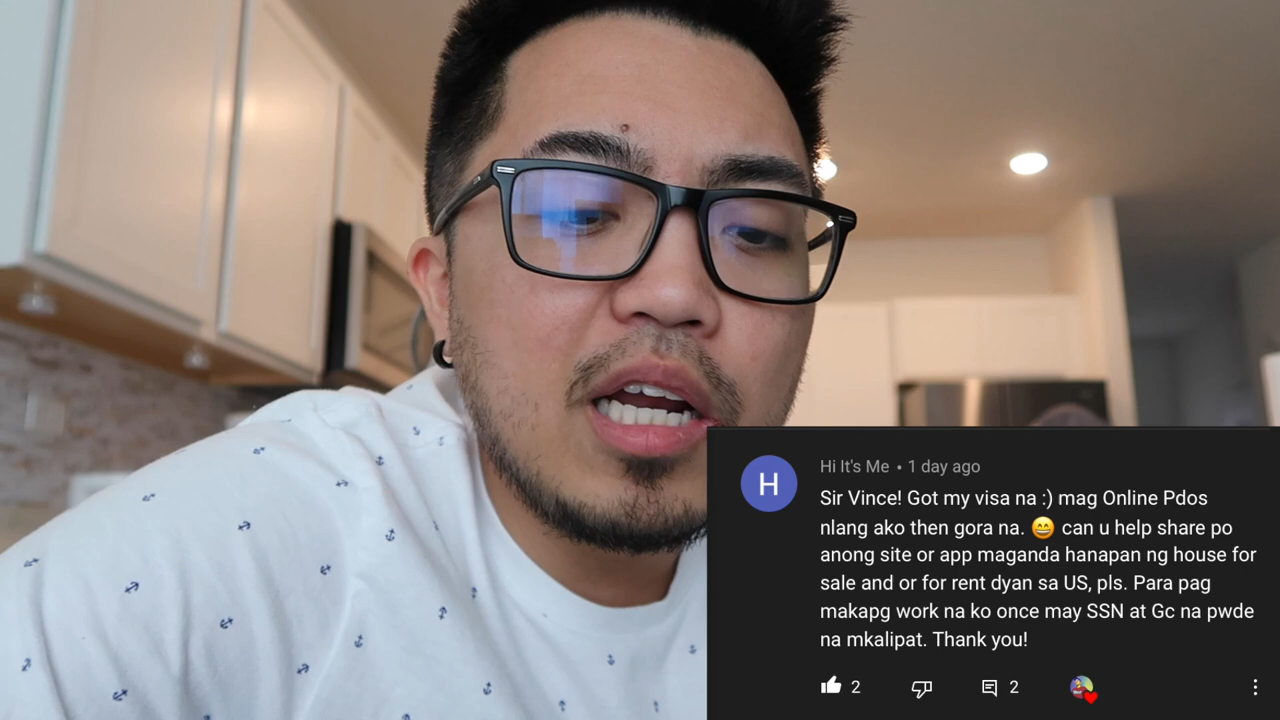 H
Hi It's Me • 1 day ago
Sir Vince! Got my visa na :) mag Online Pdos
nlang ako then gora na. 😄 can u help share po
anong site or app maganda hanapan ng house for
sale and or for rent dyan sa US, pls. Para pag
makapg work na ko once may SSN at Gc na pwde
na mkalipat. Thank you!
2 2